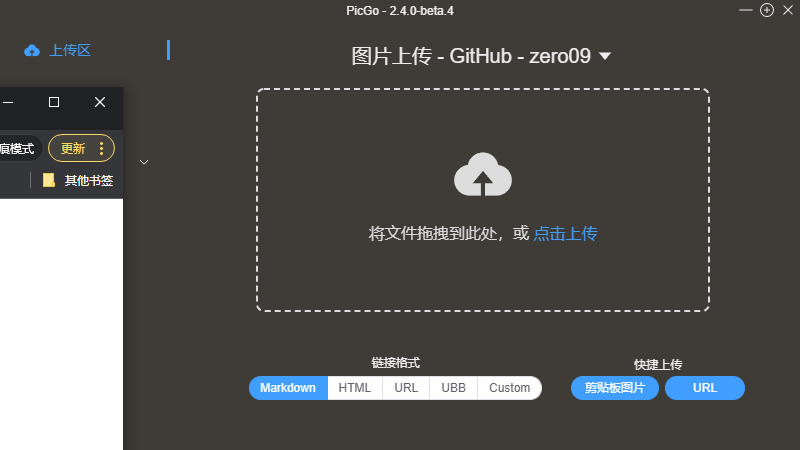 PicGo - 2.4.0-beta.4
上传区
图片上传 - GitHub - zero09
痕模式
更新
其他书签
将文件拖拽到此处，或 点击上传
链接格式
快捷上传
Markdown HTML URL UBB Custom
剪贴板图片 URL